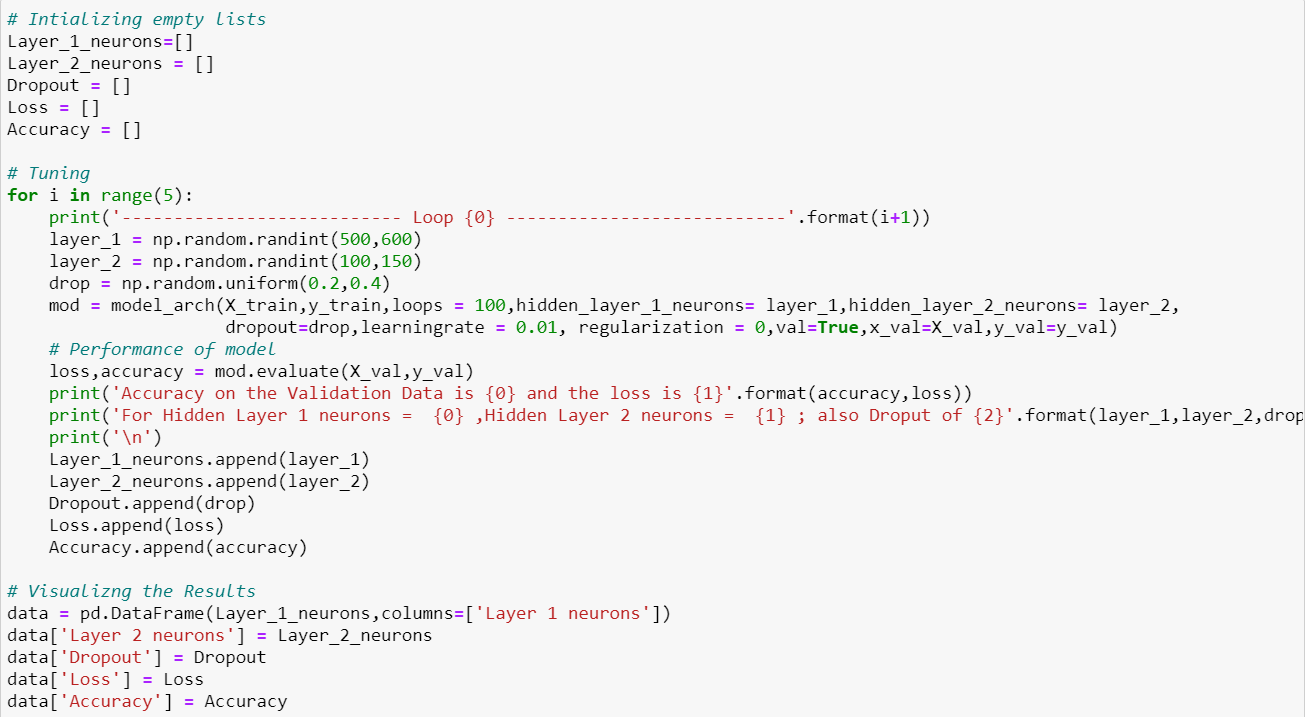 # Intializing empty lists
Layer_1_neurons=[]
Layer_2_neurons = []
Dropout = []
Loss = []
Accuracy = []
# Tuning
for i in range(5):
    print('--------------------------- Loop {0} ---------------------------'.format(i+1))
    layer_1 = np.random.randint(500,600)
    layer_2 = np.random.randint(100,150)
    drop = np.random.uniform(0.2,0.4)
    mod = model_arch(X_train,y_train,loops = 100,hidden_layer_1_neurons= layer_1,hidden_layer_2_neurons= layer_2,
                     dropout=drop,learningrate = 0.01, regularization = 0,val=True,x_val=X_val,y_val=y_val)
    # Performance of model
    loss,accuracy = mod.evaluate(X_val,y_val)
    print('Accuracy on the Validation Data is {0} and the loss is {1}'.format(accuracy,loss))
    print('For Hidden Layer 1 neurons =  {0} ,Hidden Layer 2 neurons =  {1} ; also Droput of {2}'.format(layer_1,layer_2,drop
    print('\n')
    Layer_1_neurons.append(layer_1)
    Layer_2_neurons.append(layer_2)
    Dropout.append(drop)
    Loss.append(loss)
    Accuracy.append(accuracy)
# Visualizng the Results
data = pd.DataFrame(Layer_1_neurons,columns=['Layer 1 neurons'])
data['Layer 2 neurons'] = Layer_2_neurons
data['Dropout'] = Dropout
data['Loss'] = Loss
data['Accuracy'] = Accuracy